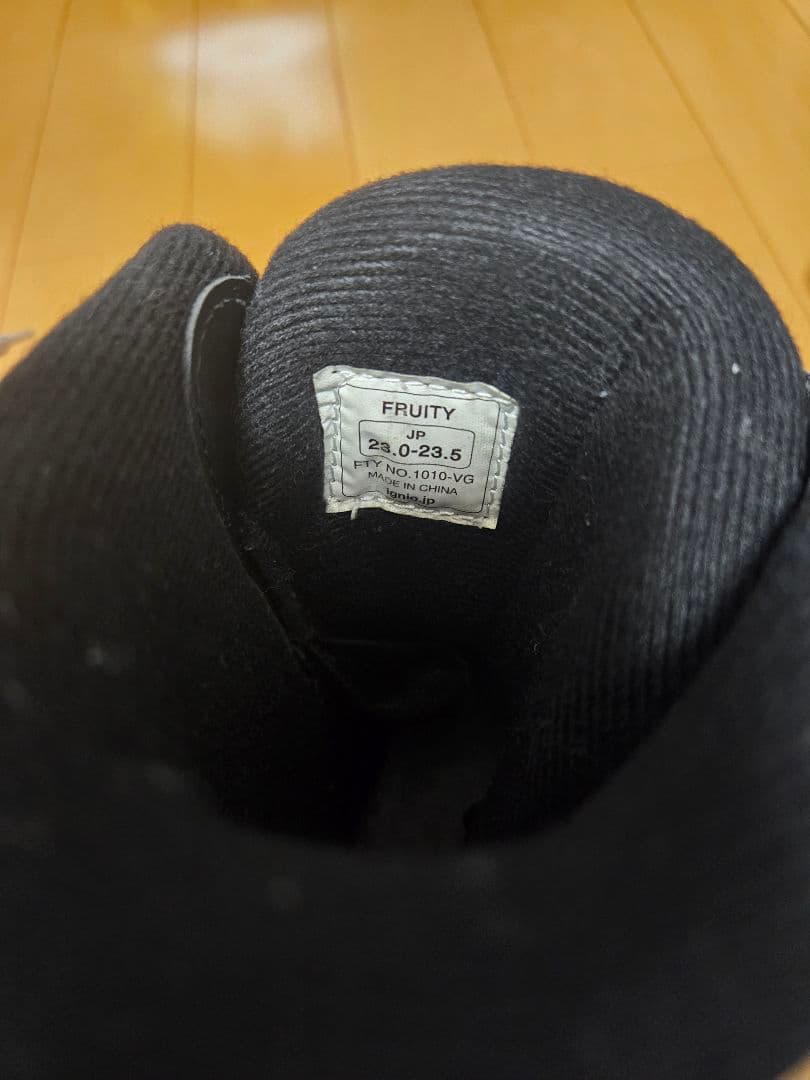 FRUITY
JP
23.0-23.5
FTY NO.1010-VG
MADE IN CHINA
ignio.jp